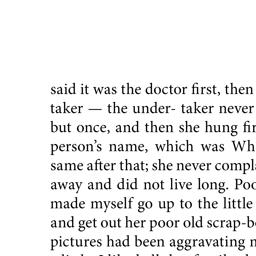 said it was the doctor first, then
taker — the under- taker never
but once, and then she hung fir
person’s name, which was Wh
same after that; she never compla
away and did not live long. Poo
made myself go up to the little
and get out her poor old scrap-b
pictures had been aggravating m